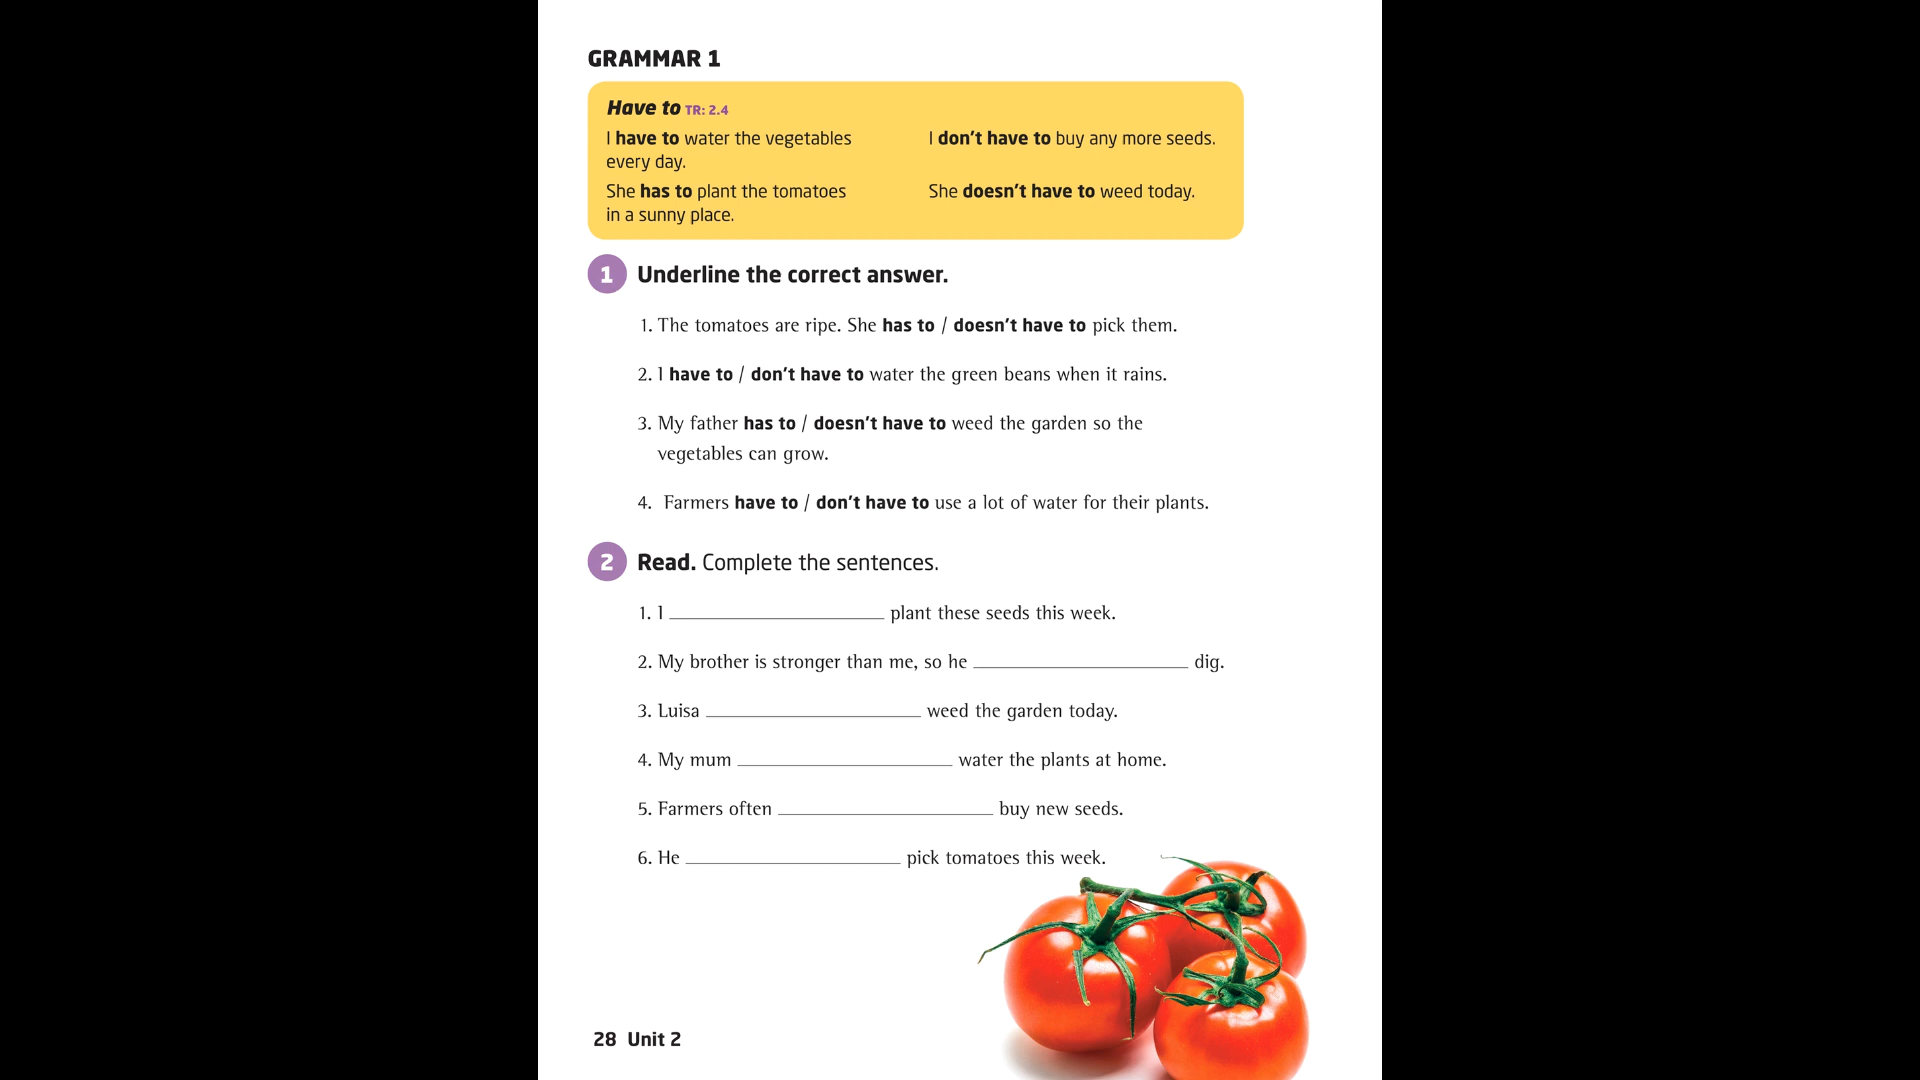 GRAMMAR 1
Have to TR: 2.4
I have to water the vegetables
every day.
I don't have to buy any more seeds.
She has to plant the tomatoes
in a sunny place.
She doesn't have to weed today.
1 Underline the correct answer.
1. The tomatoes are ripe. She has to / doesn't have to pick them.
2. I have to / don't have to water the green beans when it rains.
3. My father has to / doesn't have to weed the garden so the
vegetables can grow.
4. Farmers have to / don't have to use a lot of water for their plants.
2 Read. Complete the sentences.
1. I ____________________ plant these seeds this week.
2. My brother is stronger than me, so he ____________________ dig.
3. Luisa ____________________ weed the garden today.
4. My mum ____________________ water the plants at home.
5. Farmers often ____________________ buy new seeds.
6. He ____________________ pick tomatoes this week.
28 Unit 2